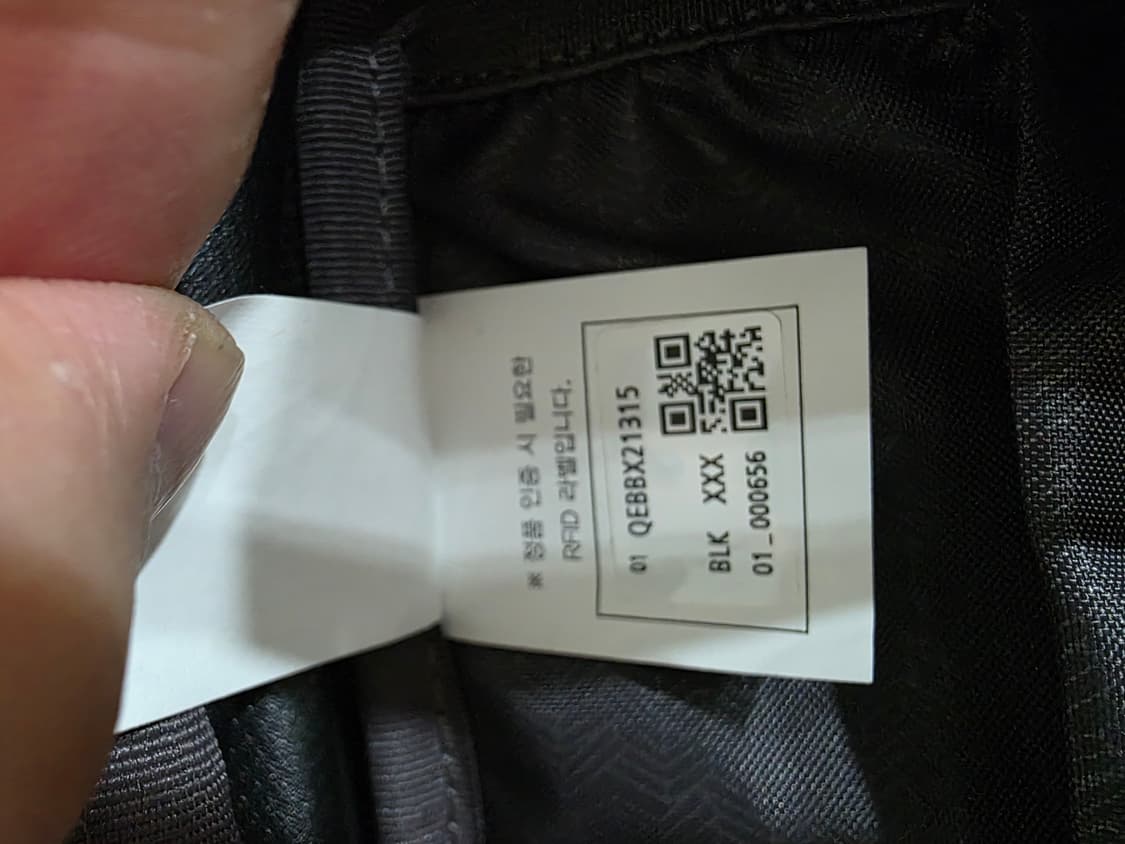 ※ 정품 인증 시 필요한
RFID 라벨입니다.
01 QEBBX21315
BLK XXX
01_000656